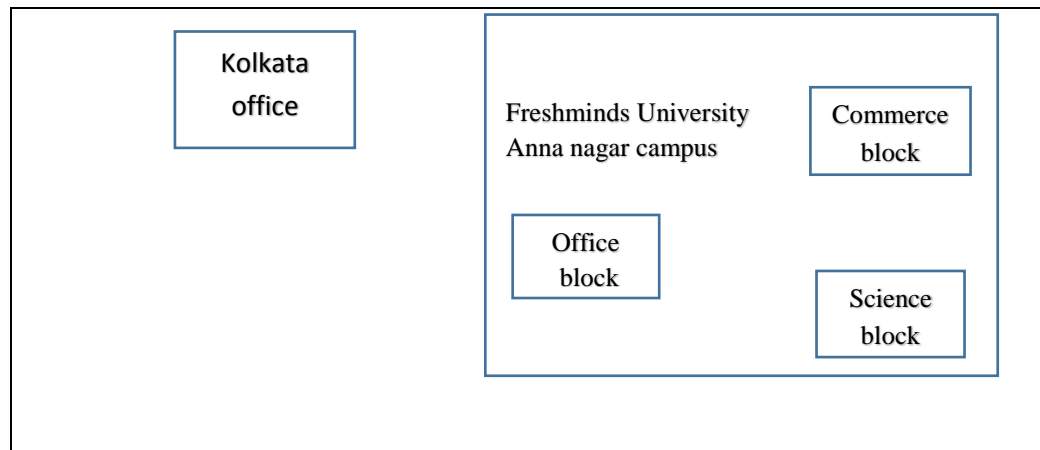 Kolkata
office
Freshminds University
Anna nagar campus
Commerce
block
Office
block
Science
block